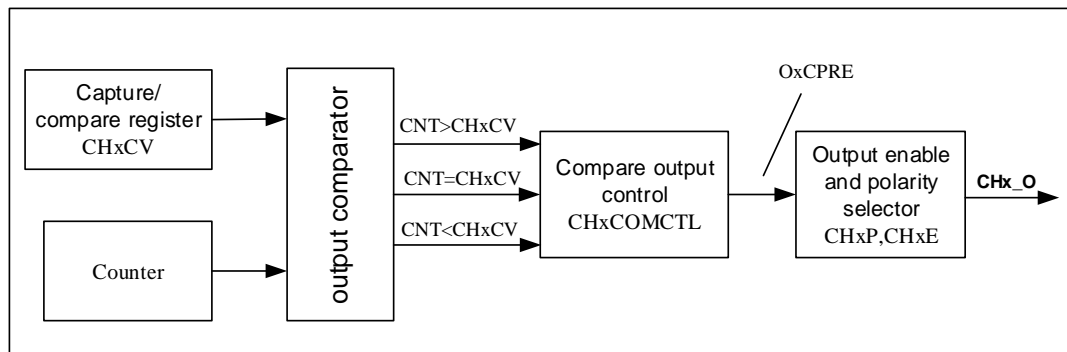 Capture/
compare register
CHxCV
Counter
output comparator
CNT>CHxCV
CNT=CHxCV
CNT<CHxCV
Compare output
control
CHxCOMCTL
OxCPRE
Output enable
and polarity
selector
CHxP,CHxE
CHx_O